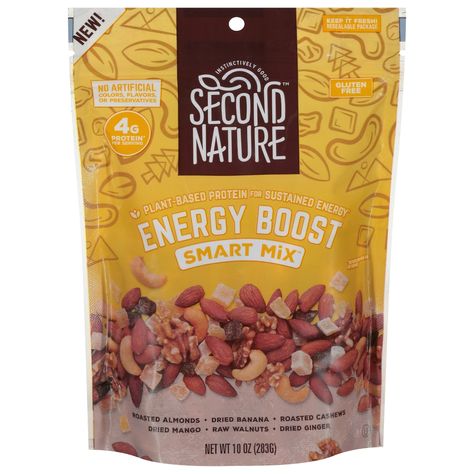 NEW!
KEEP IT FRESH!
RESEALABLE PACKAGE
INSTINCTIVELY GOOD
SECOND
NATURE™
NO ARTIFICIAL
COLORS, FLAVORS,
OR PRESERVATIVES
GLUTEN
FREE
4G
PROTEIN*
PER SERVING
PLANT-BASED PROTEIN FOR SUSTAINED ENERGY
ENERGY BOOST
SMART MiX™
ROASTED ALMONDS • DRIED BANANA • ROASTED CASHEWS
DRIED MANGO • RAW WALNUTS • DRIED GINGER
NET WT 10 OZ (283G)